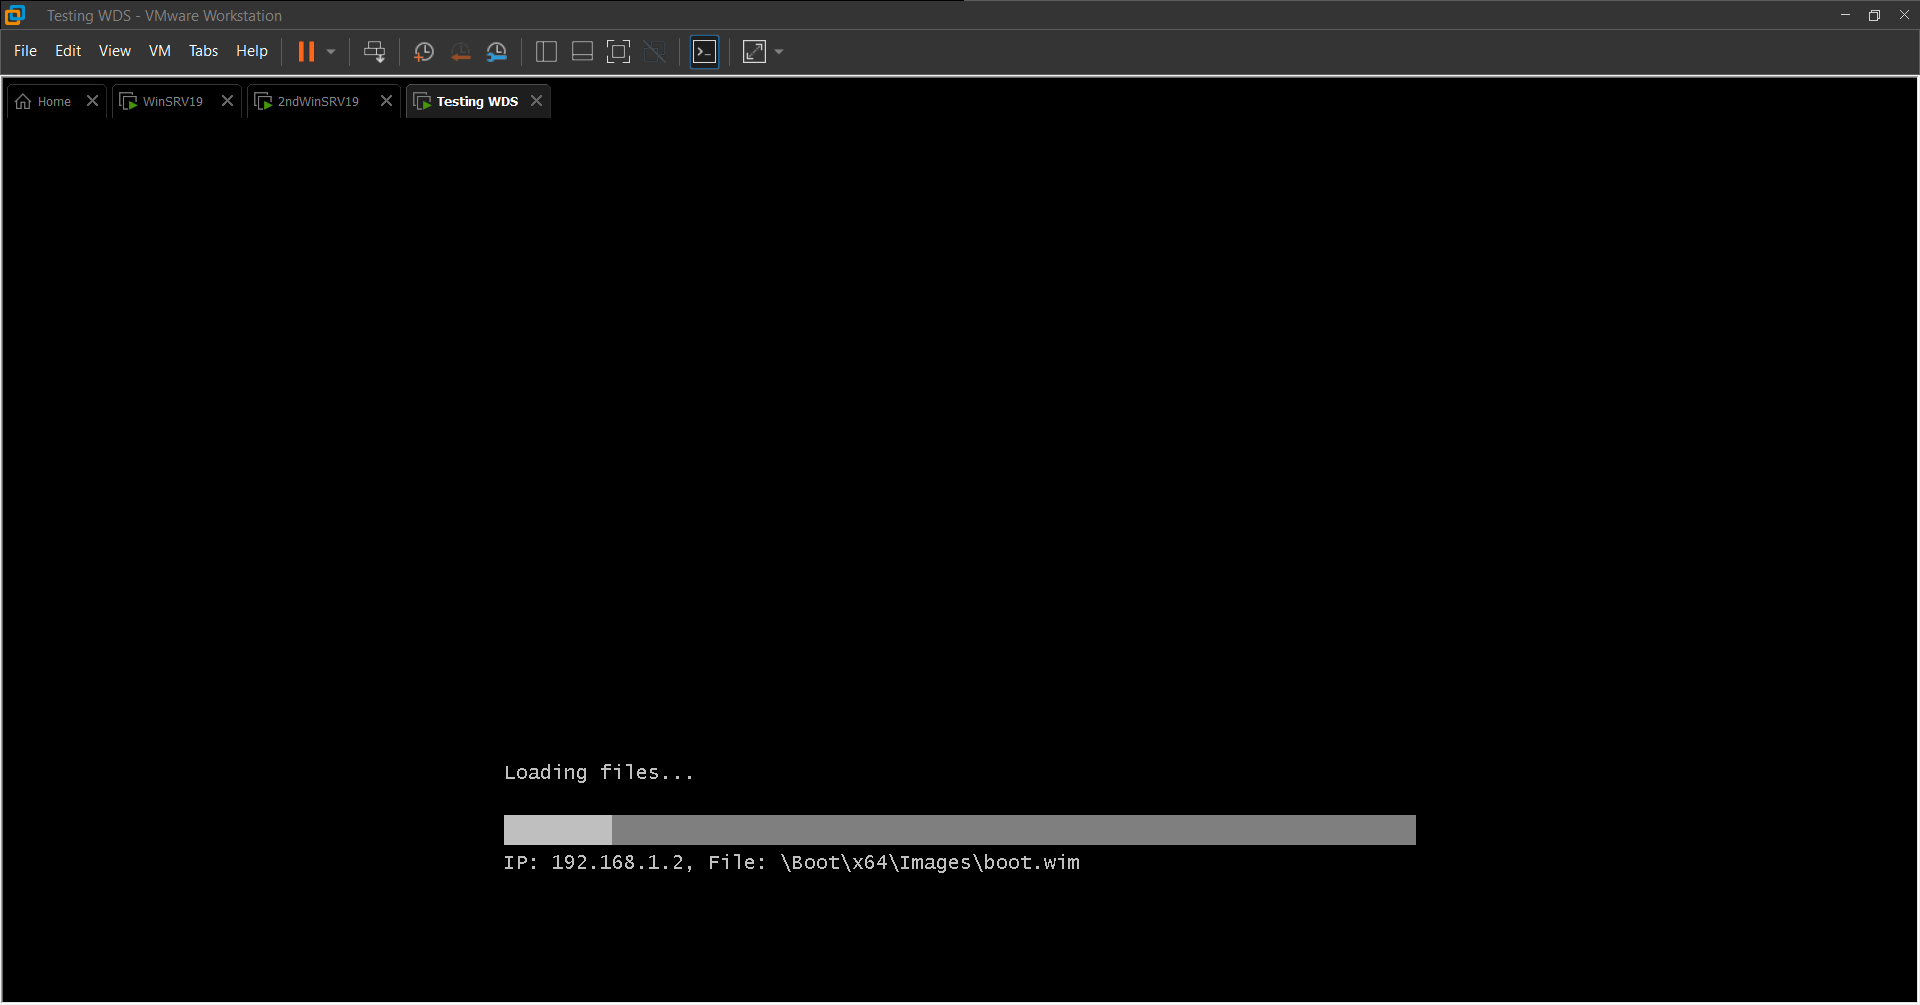 Testing WDS - VMware Workstation
File Edit View VM Tabs Help
Home WinSRV19 2ndWinSRV19 Testing WDS
Loading files...
IP: 192.168.1.2, File: \Boot\x64\Images\boot.wim